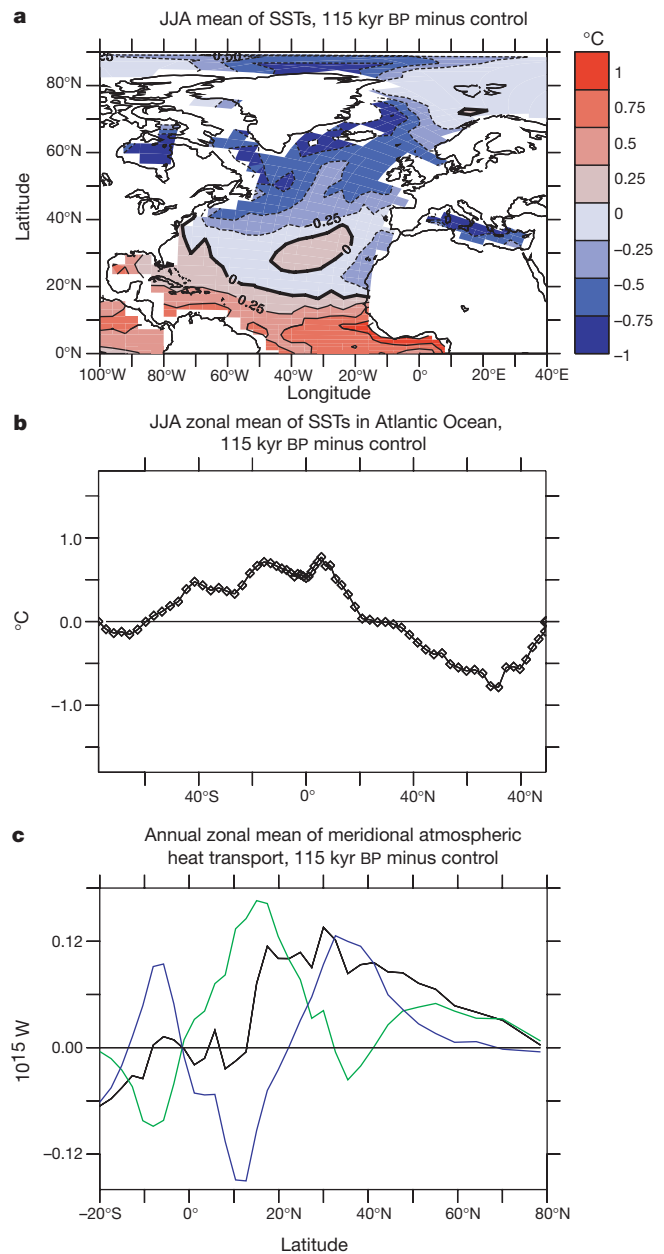 a JJA mean of SSTs, 115 kyr BP minus control
°C
80°N
60°N
40°N
20°N
0°N
Latitude
0.50
0.25
0
0
0.25
1
0.75
0.5
0.25
0
−0.25
−0.5
−0.75
−1
100°W 80°W 60°W 40°W 20°W 0° 20°E 40°E
Longitude
b JJA zonal mean of SSTs in Atlantic Ocean,
115 kyr BP minus control
1.0
0.0
−1.0
°C
40°S 0° 40°N 40°N
c Annual zonal mean of meridional atmospheric
heat transport, 115 kyr BP minus control
0.12
0.00
−0.12
10¹⁵ W
−20°S 0° 20°N 40°N 60°N 80°N
Latitude